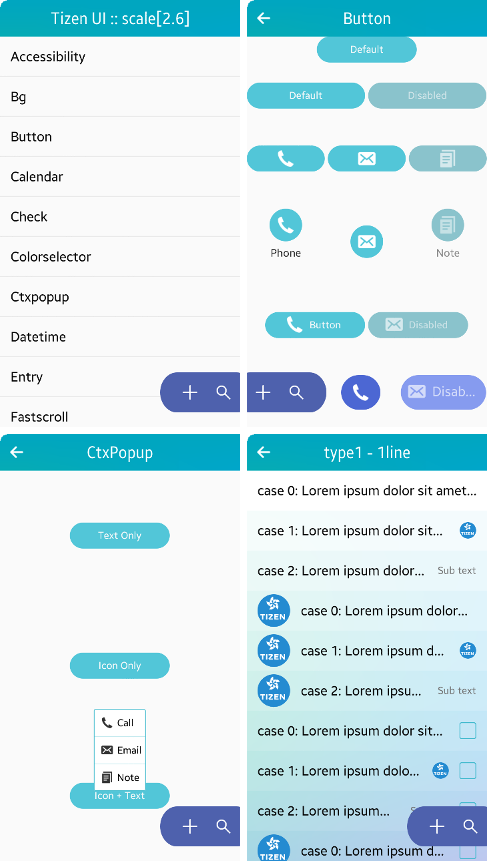 Tizen UI :: scale[2.6]
Accessibility
Bg
Button
Calendar
Check
Colorselector
Ctxpopup
Datetime
Entry
Fastscroll
Button
Default
Default
Disabled
Phone
Note
Button
Disabled
Disab...
CtxPopup
Text Only
Icon Only
Call
Email
Note
Icon + Text
type1 - 1line
case 0: Lorem ipsum dolor sit amet...
case 1: Lorem ipsum dolor sit...
TIZEN
case 2: Lorem ipsum dolor...
Sub text
TIZEN
case 0: Lorem ipsum dolor...
TIZEN
case 1: Lorem ipsum d...
TIZEN
TIZEN
case 2: Lorem ipsu...
Sub text
case 0: Lorem ipsum dolor sit...
case 1: Lorem ipsum dolo...
TIZEN
case 2: Lorem ipsum...
TIZEN
case 0: Lorem ipsum d...